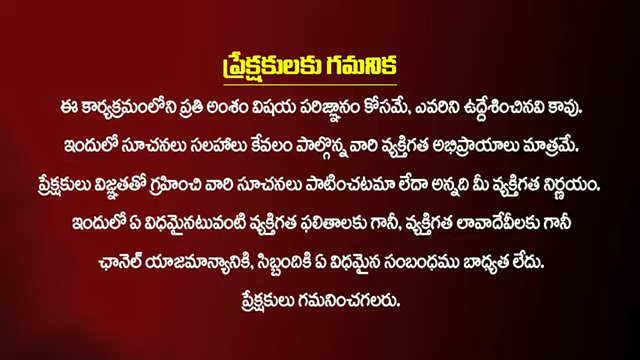 ప్రేక్షకులకు గమనిక
ఈ కార్యక్రమంలోని ప్రతి అంశం విషయ పరిజ్ఞానం కోసమే, ఎవరిని ఉద్దేశించినవి కావు.
ఇందులో సూచనలు సలహాలు కేవలం పాల్గొన్న వారి వ్యక్తిగత అభిప్రాయాలు మాత్రమే.
ప్రేక్షకులు విజ్ఞతతో గ్రహించి వారి సూచనలు పాటించటమా లేదా అన్నది మీ వ్యక్తిగత నిర్ణయం.
ఇందులో ఏ విధమైనటువంటి వ్యక్తిగత ఫలితాలకు గానీ, వ్యక్తిగత లావాదేవీలకు గానీ
ఛానెల్ యాజమాన్యానికి, సిబ్బందికి ఏ విధమైన సంబంధము బాధ్యత లేదు.
ప్రేక్షకులు గమనించగలరు.